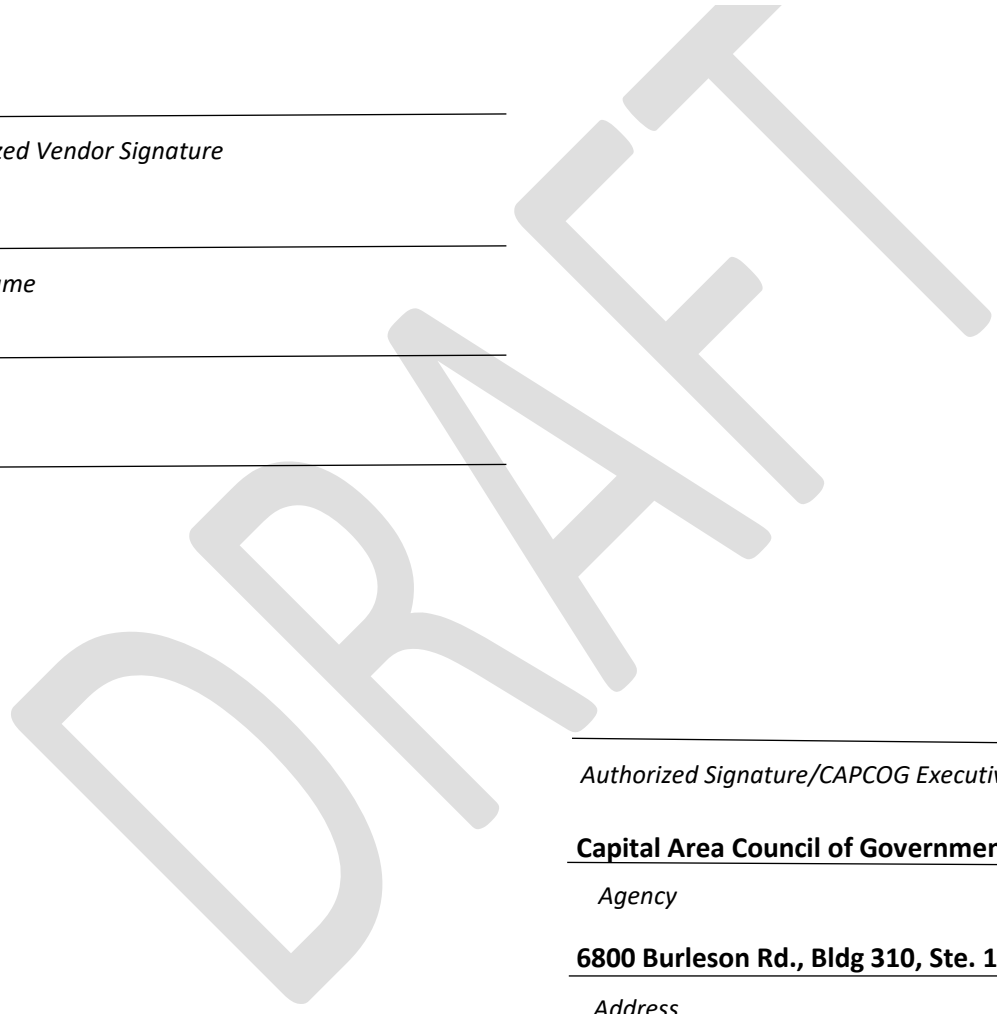 zed Vendor Signature
me
DRAFT
Authorized Signature/CAPCOG Executiv
Capital Area Council of Governmen
Agency
6800 Burleson Rd., Bldg 310, Ste. 1
Address